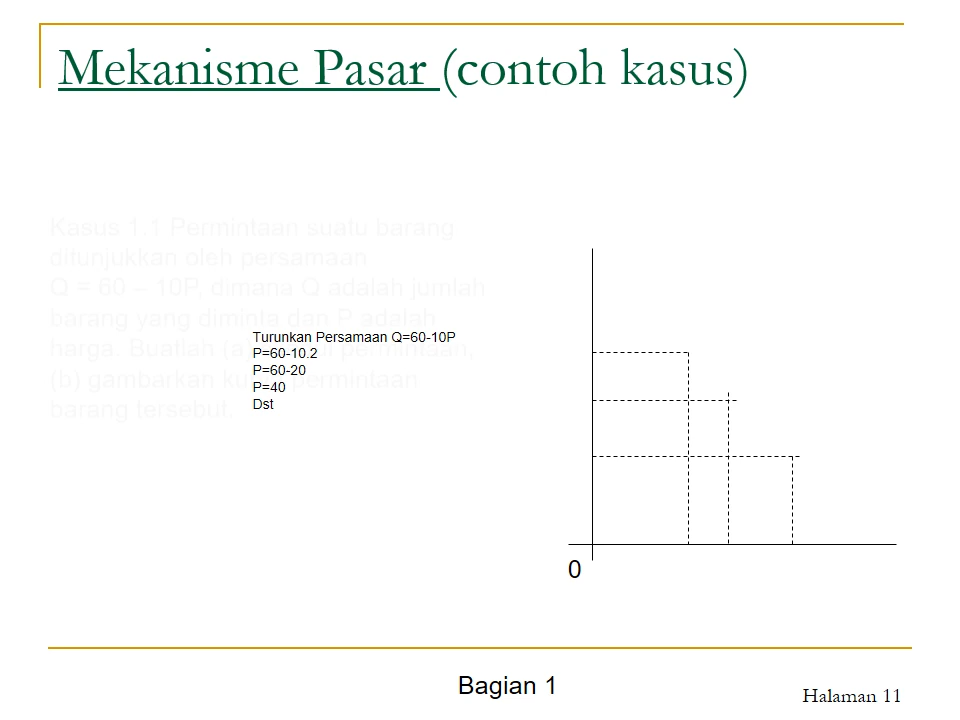 Mekanisme Pasar (contoh kasus)
Kasus 1.1 Permintaan suatu barang
ditunjukkan oleh persamaan
Q = 60 – 10P, dimana Q adalah jumlah
barang yang diminta dan P adalah
harga. Buatlah (a) permintaan,
(b) gambarkan permintaan
barang tersebut.
Turunkan Persamaan Q=60-10P
P=60-10.2
P=60-20
P=40
Dst
0
Bagian 1
Halaman 11